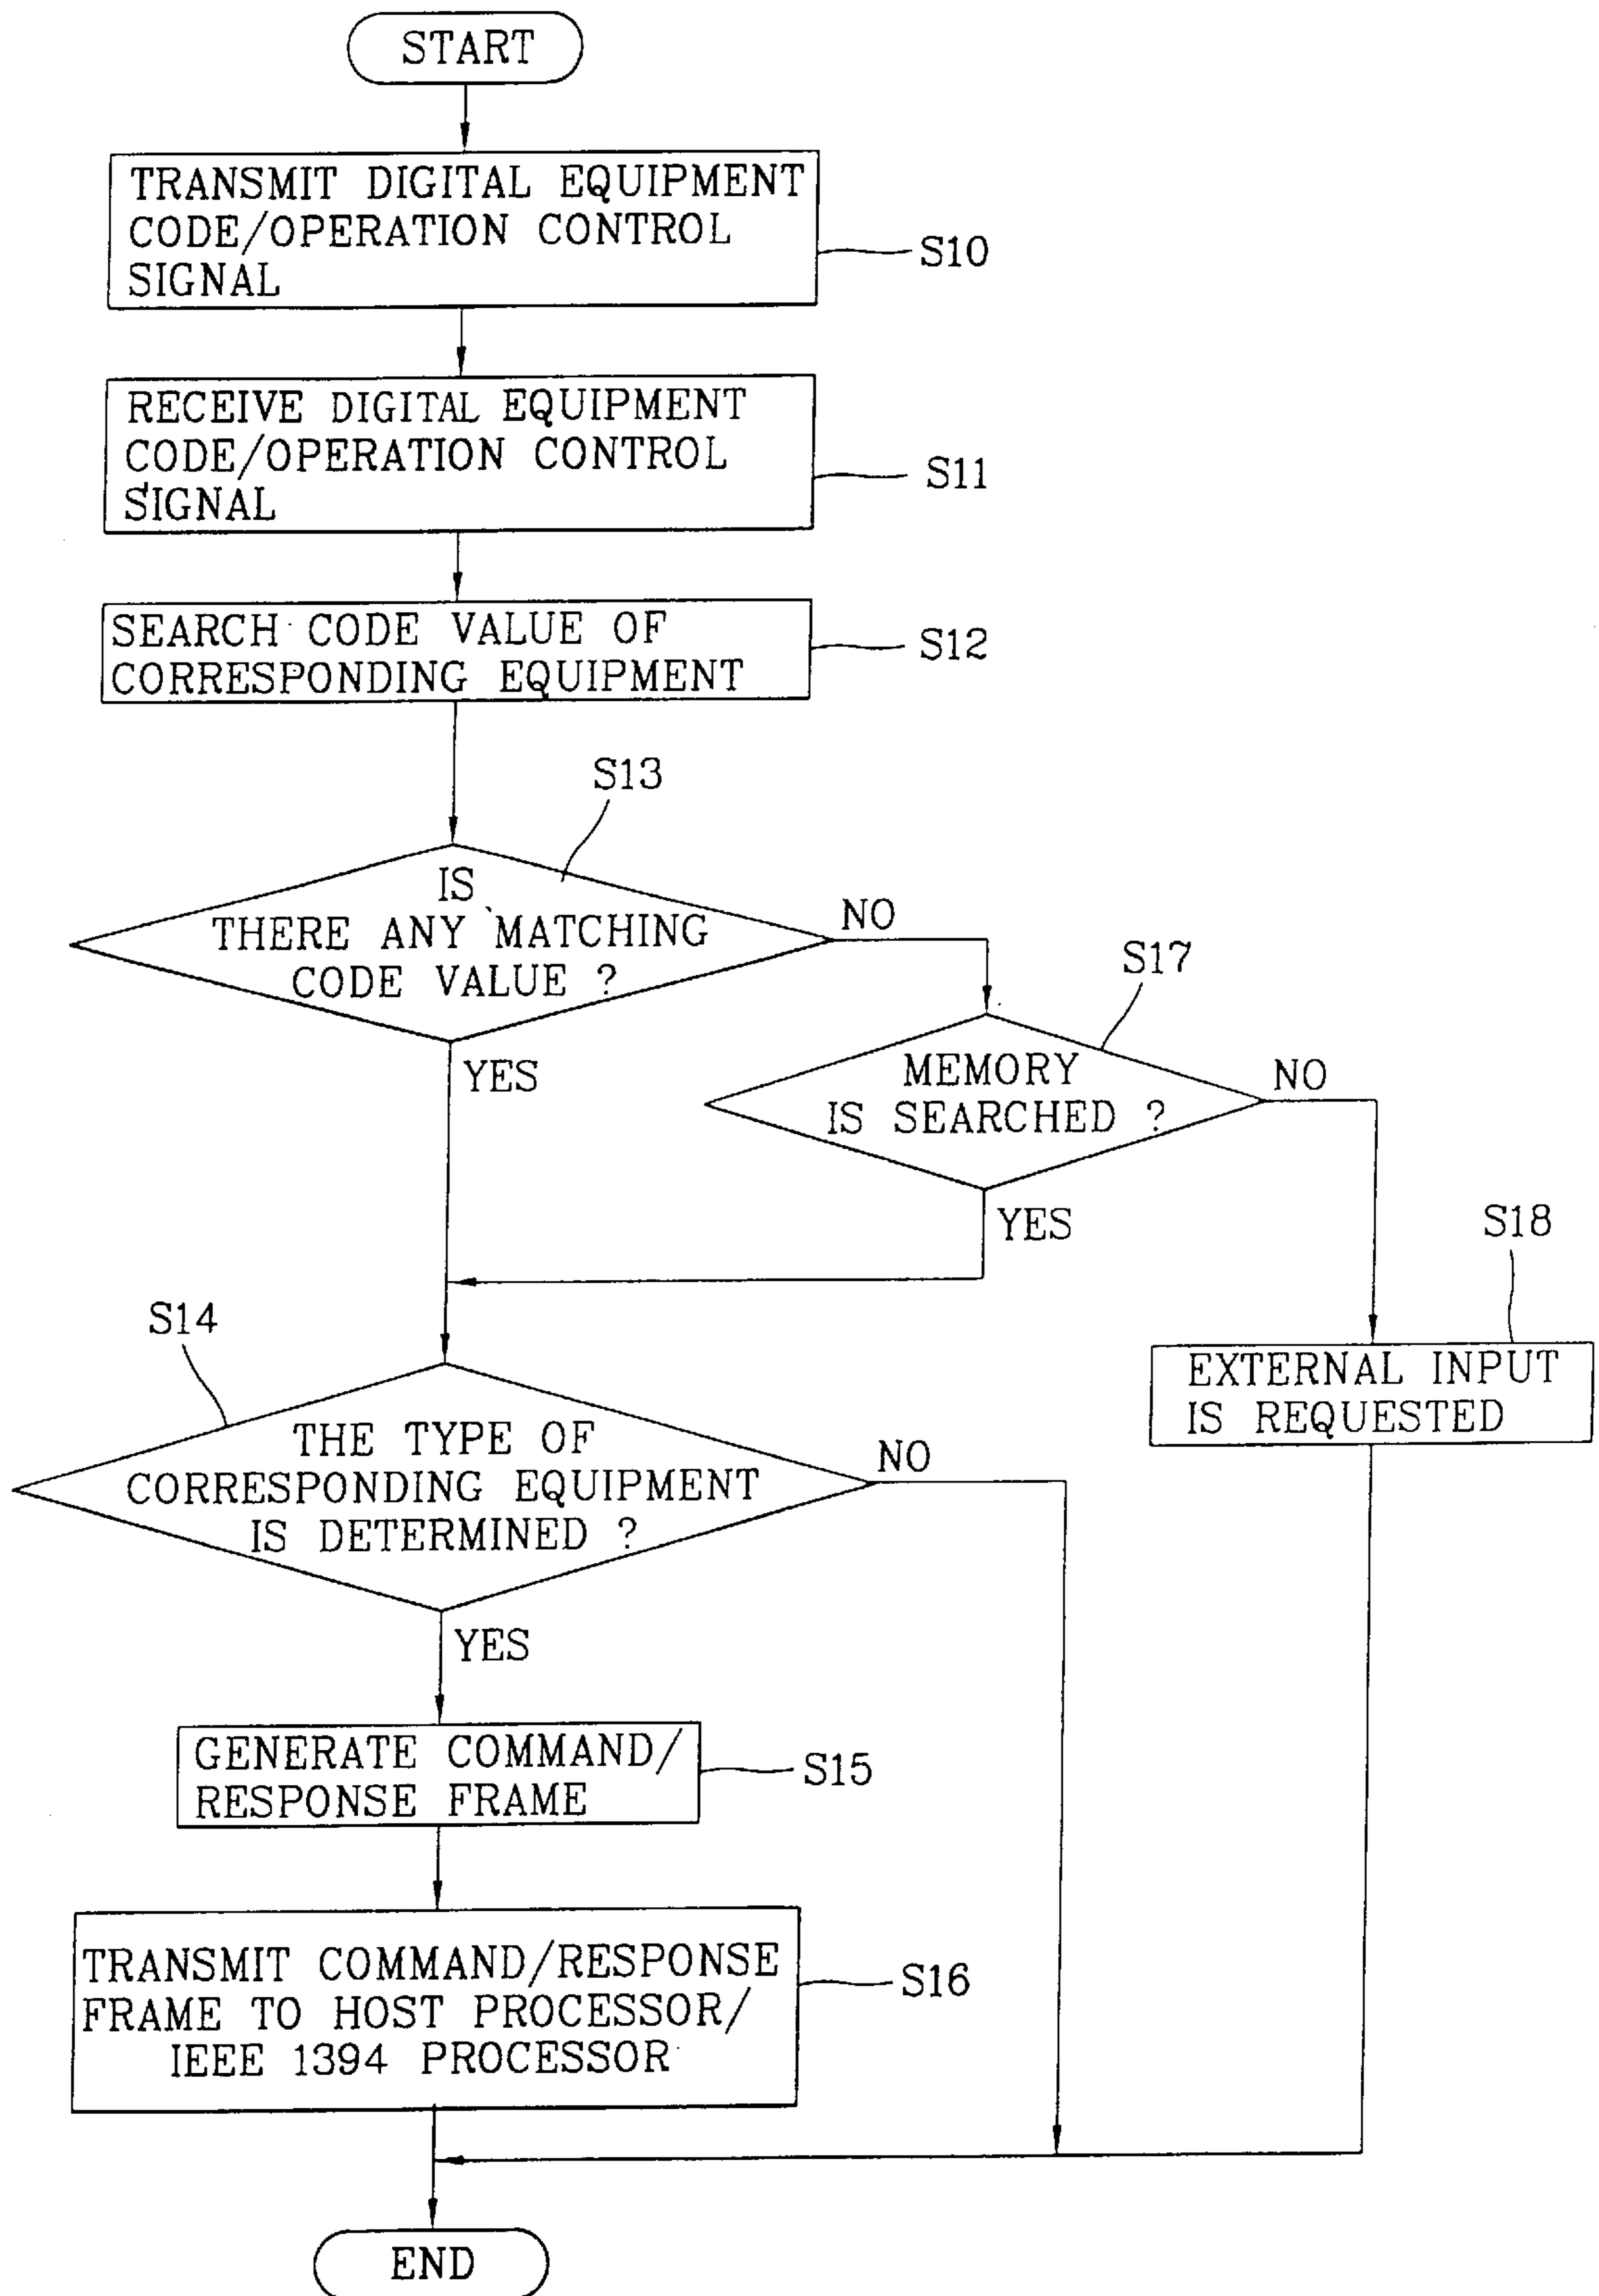 START
TRANSMIT DIGITAL EQUIPMENT
CODE/OPERATION CONTROL
SIGNAL
S10
RECEIVE DIGITAL EQUIPMENT
CODE/OPERATION CONTROL
SIGNAL
S11
SEARCH CODE VALUE OF
CORRESPONDING EQUIPMENT
S12
S13
IS
THERE ANY MATCHING
CODE VALUE ?
NO
YES
S17
MEMORY
IS SEARCHED ?
NO
YES
S18
EXTERNAL INPUT
IS REQUESTED
S14
THE TYPE OF
CORRESPONDING EQUIPMENT
IS DETERMINED ?
NO
YES
GENERATE COMMAND/
RESPONSE FRAME
S15
TRANSMIT COMMAND/RESPONSE
FRAME TO HOST PROCESSOR/
IEEE 1394 PROCESSOR
S16
END